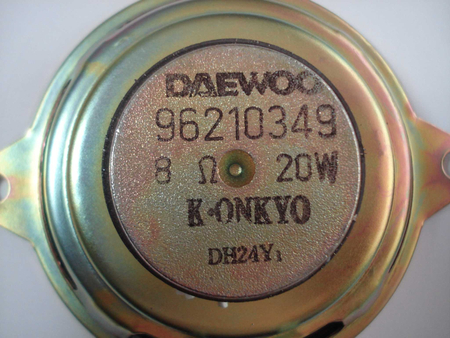 DAEWOO
96210349
8 Ω 20W
K·ONKYO
DH24Y₁